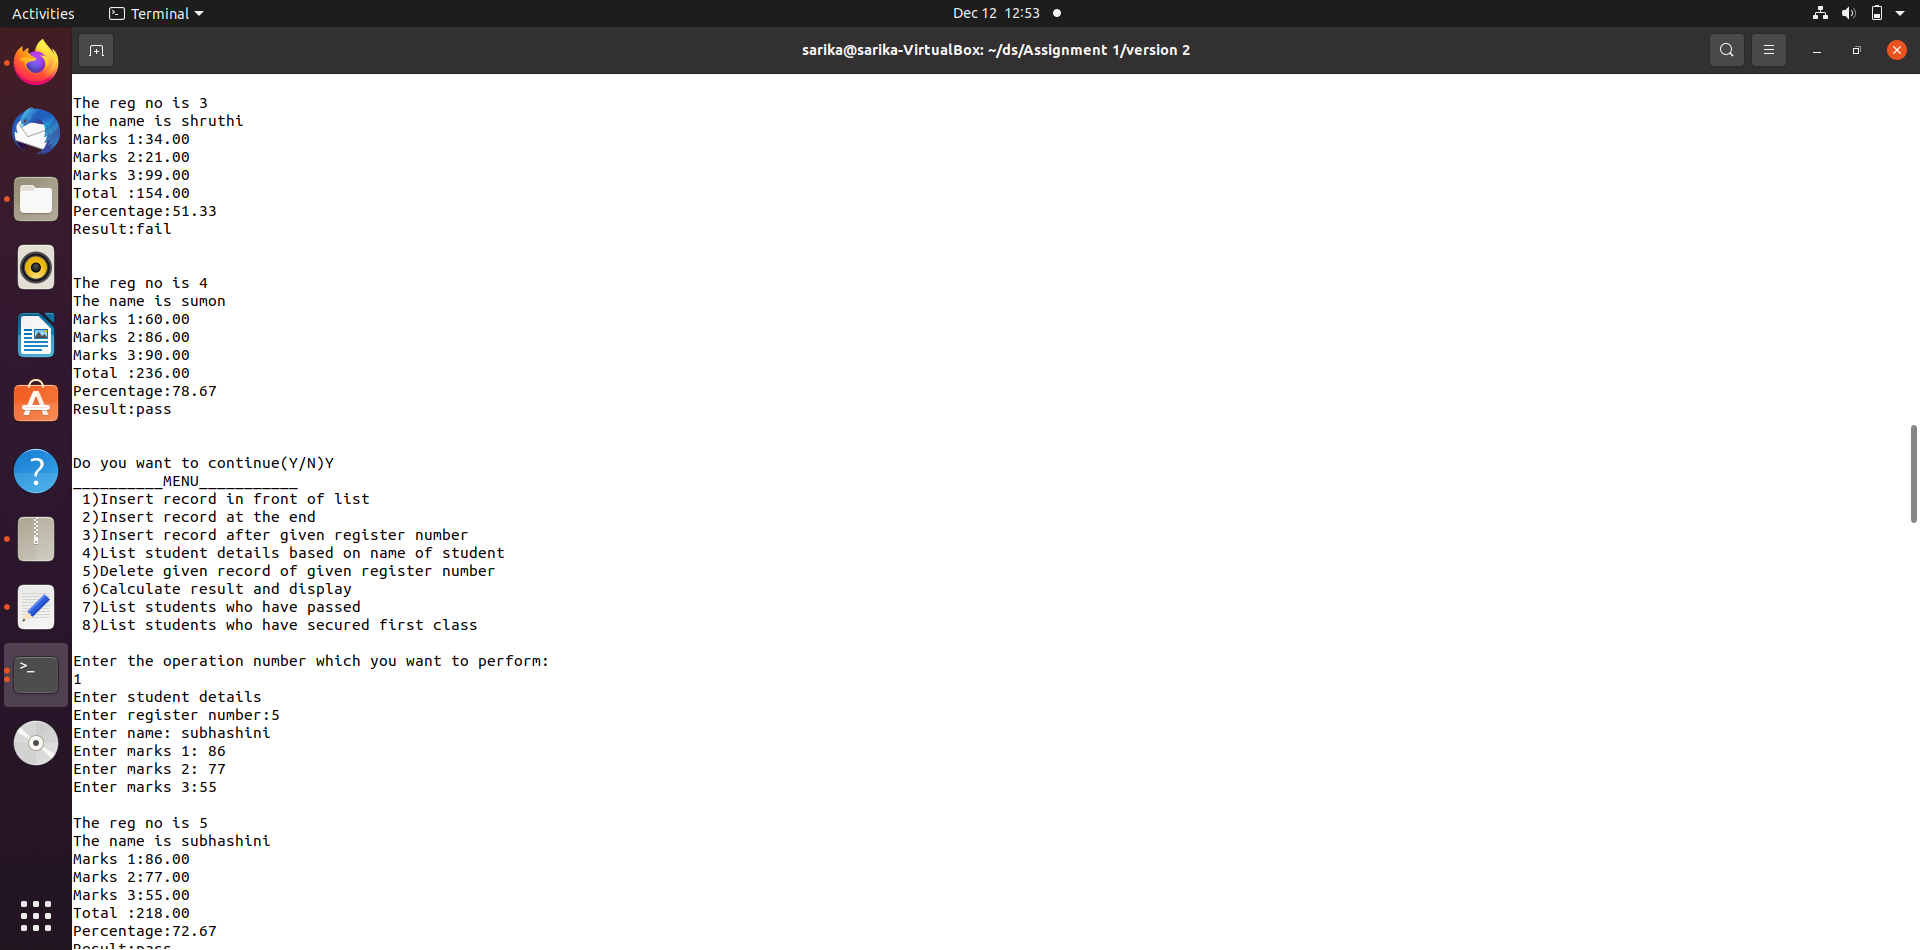 Activities
Terminal
Dec 12 12:53
sarika@sarika-VirtualBox: ~/ds/Assignment 1/version 2
The reg no is 3
The name is shruthi
Marks 1:34.00
Marks 2:21.00
Marks 3:99.00
Total :154.00
Percentage:51.33
Result:fail
The reg no is 4
The name is sumon
Marks 1:60.00
Marks 2:86.00
Marks 3:90.00
Total :236.00
Percentage:78.67
Result:pass
Do you want to continue(Y/N)Y
__________MENU___________
1)Insert record in front of list
2)Insert record at the end
3)Insert record after given register number
4)List student details based on name of student
5)Delete given record of given register number
6)Calculate result and display
7)List students who have passed
8)List students who have secured first class
Enter the operation number which you want to perform:
1
Enter student details
Enter register number:5
Enter name: subhashini
Enter marks 1: 86
Enter marks 2: 77
Enter marks 3:55
The reg no is 5
The name is subhashini
Marks 1:86.00
Marks 2:77.00
Marks 3:55.00
Total :218.00
Percentage:72.67
Result:pass